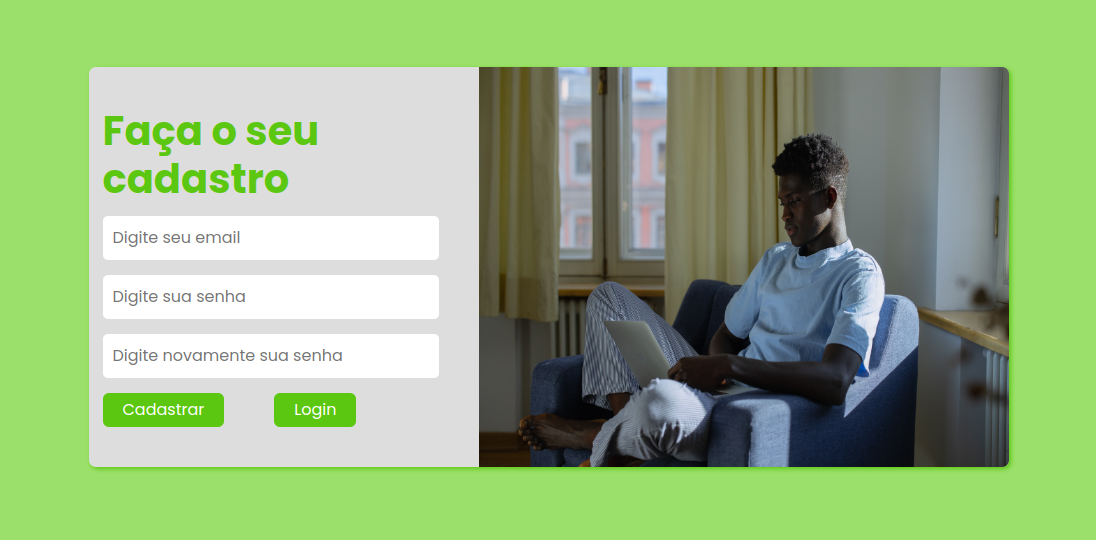 Faça o seu
cadastro
Digite seu email
Digite sua senha
Digite novamente sua senha
Cadastrar
Login